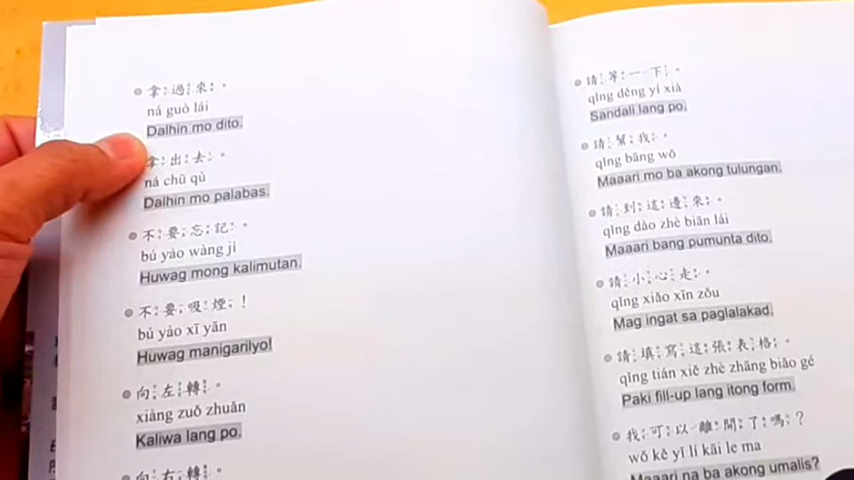 拿過來。
ná guò lái
Dalhin mo dito.
拿出去。
ná chū qù
Dalhin mo palabas.
不要忘記。
bú yào wàng jì
Huwag mong kalimutan.
不要吸煙！
bú yào xī yān
Huwag manigarilyo!
向左轉。
xiàng zuǒ zhuǎn
Kaliwa lang po.
向右轉。
請等一下。
qǐng děng yí xià
Sandali lang po.
請幫我。
qǐng bāng wǒ
Maaari mo ba akong tulungan.
請到這邊來。
qǐng dào zhè biān lái
Maaari bang pumunta dito.
請小心走。
qǐng xiǎo xīn zǒu
Mag ingat sa paglalakad.
請填寫這張表格。
qǐng tián xiě zhè zhāng biǎo gé
Paki fill-up lang itong form.
我可以離開了嗎？
wǒ kě yǐ lí kāi le ma
Maaari na ba akong umalis?